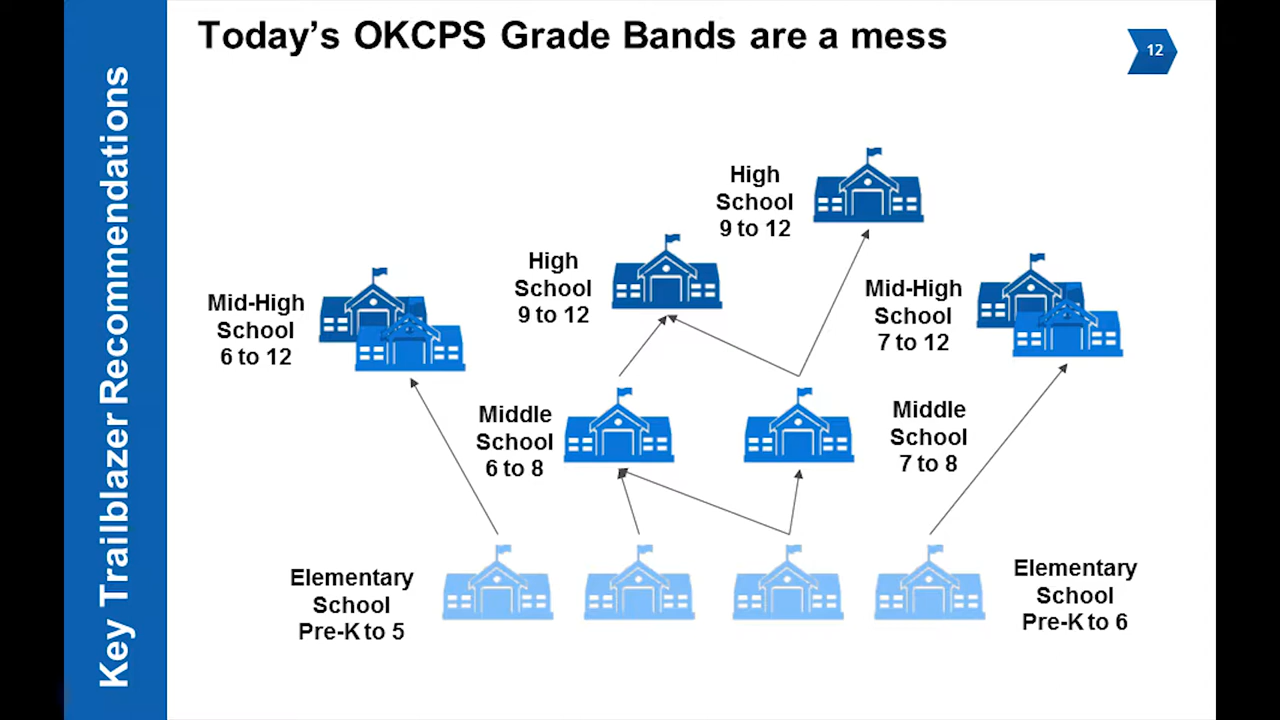 Today's OKCPS Grade Bands are a mess
12
Key Trailblazer Recommendations
High
School
9 to 12
High
School
9 to 12
Mid-High
School
6 to 12
Mid-High
School
7 to 12
Middle
School
6 to 8
Middle
School
7 to 8
Elementary
School
Pre-K to 5
Elementary
School
Pre-K to 6